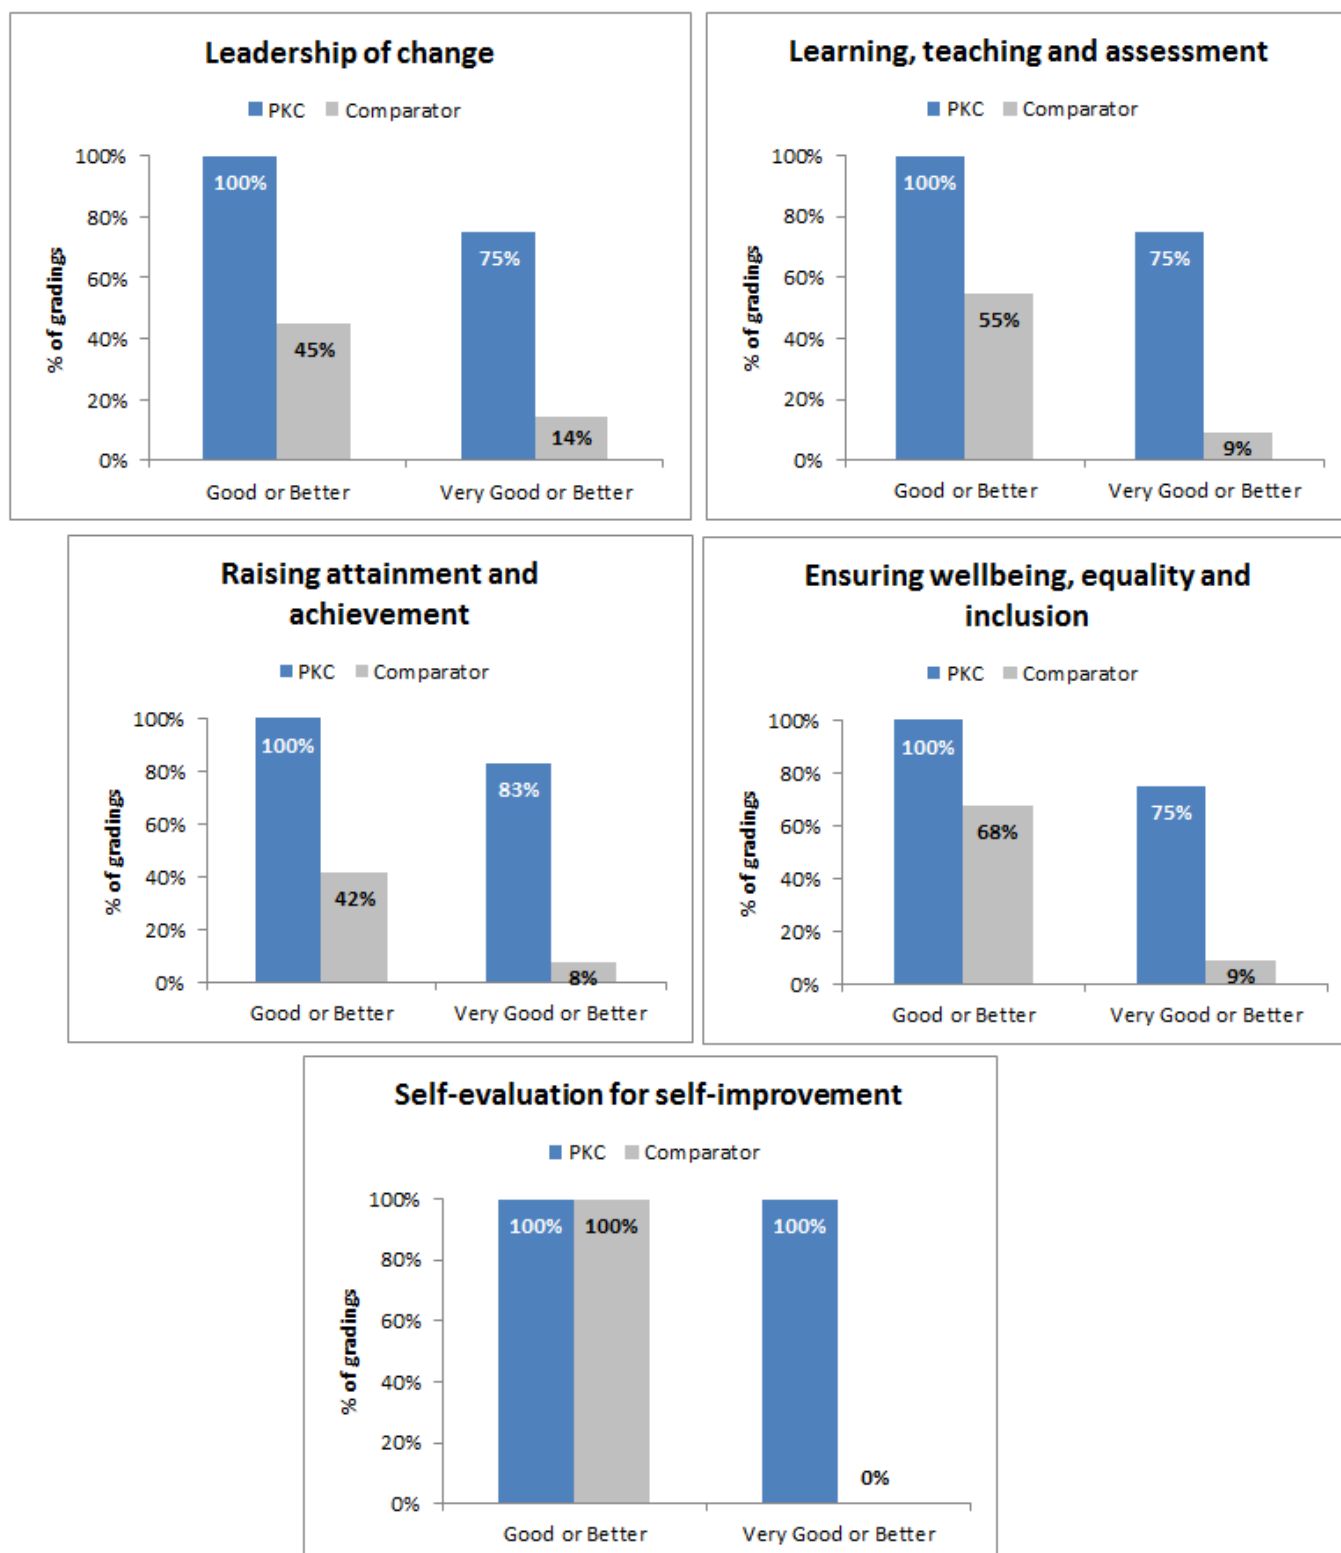 Leadership of change
PKC Comparator
% of gradings
100%
80%
60%
40%
20%
0%
100%
45%
75%
14%
Good or Better Very Good or Better
Learning, teaching and assessment
PKC Comparator
% of gradings
100%
80%
60%
40%
20%
0%
100%
55%
75%
9%
Good or Better Very Good or Better
Raising attainment and
achievement
PKC Comparator
% of gradings
100%
80%
60%
40%
20%
0%
100%
42%
83%
8%
Good or Better Very Good or Better
Ensuring wellbeing, equality and
inclusion
PKC Comparator
% of gradings
100%
80%
60%
40%
20%
0%
100%
68%
75%
9%
Good or Better Very Good or Better
Self-evaluation for self-improvement
PKC Comparator
% of gradings
100%
80%
60%
40%
20%
0%
100%
100%
100%
0%
Good or Better Very Good or Better